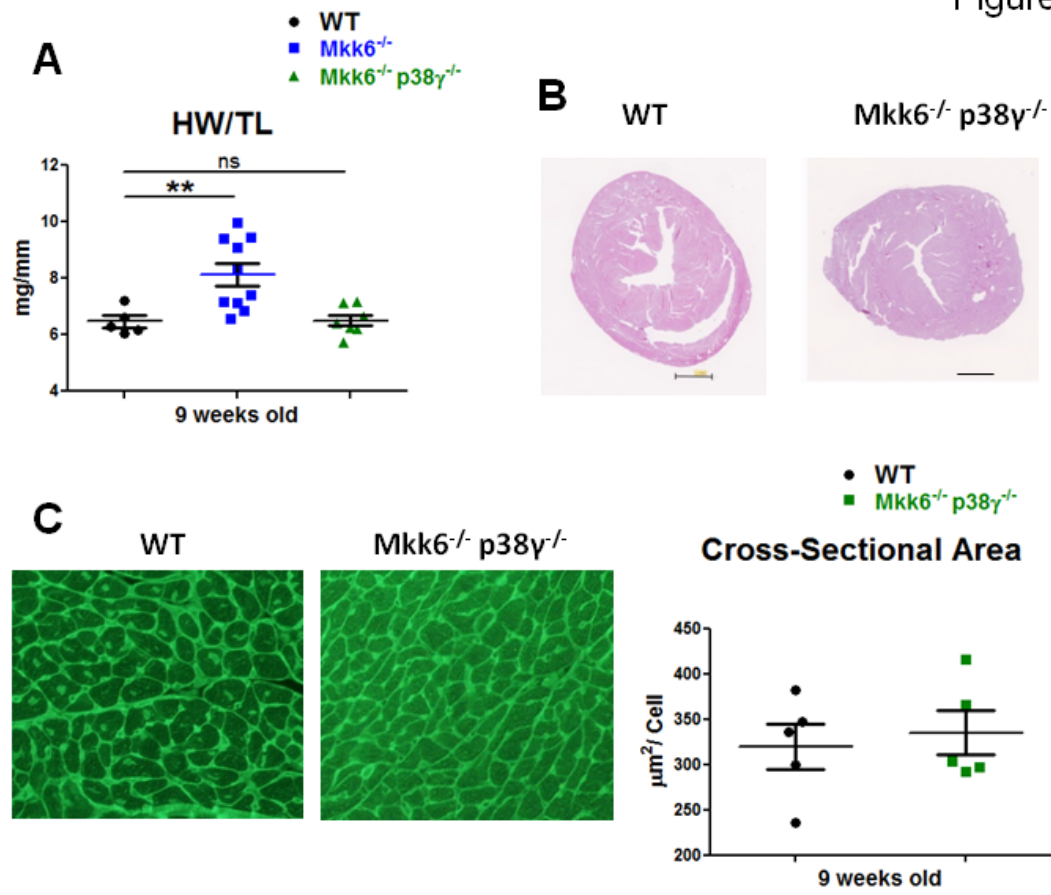 Figure
A
WT
Mkk6-/-
Mkk6-/- p38γ-/-
HW/TL
ns
**
12
10
8
6
4
mg/mm
9 weeks old
B
WT
Mkk6-/- p38γ-/-
C
WT
Mkk6-/- p38γ-/-
WT
Mkk6-/- p38γ-/-
Cross-Sectional Area
450
400
350
300
250
200
μm2/ Cell
9 weeks old